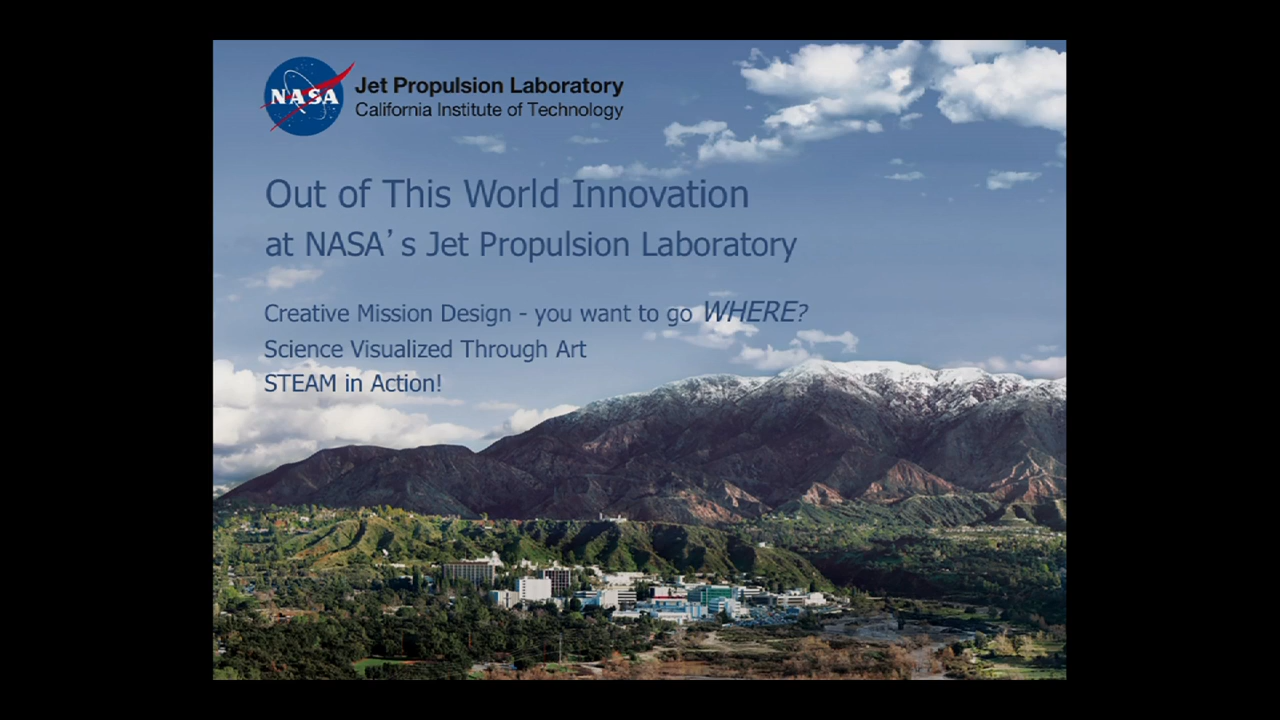 NASA
Jet Propulsion Laboratory
California Institute of Technology
Out of This World Innovation
at NASA’s Jet Propulsion Laboratory
Creative Mission Design - you want to go WHERE?
Science Visualized Through Art
STEAM in Action!